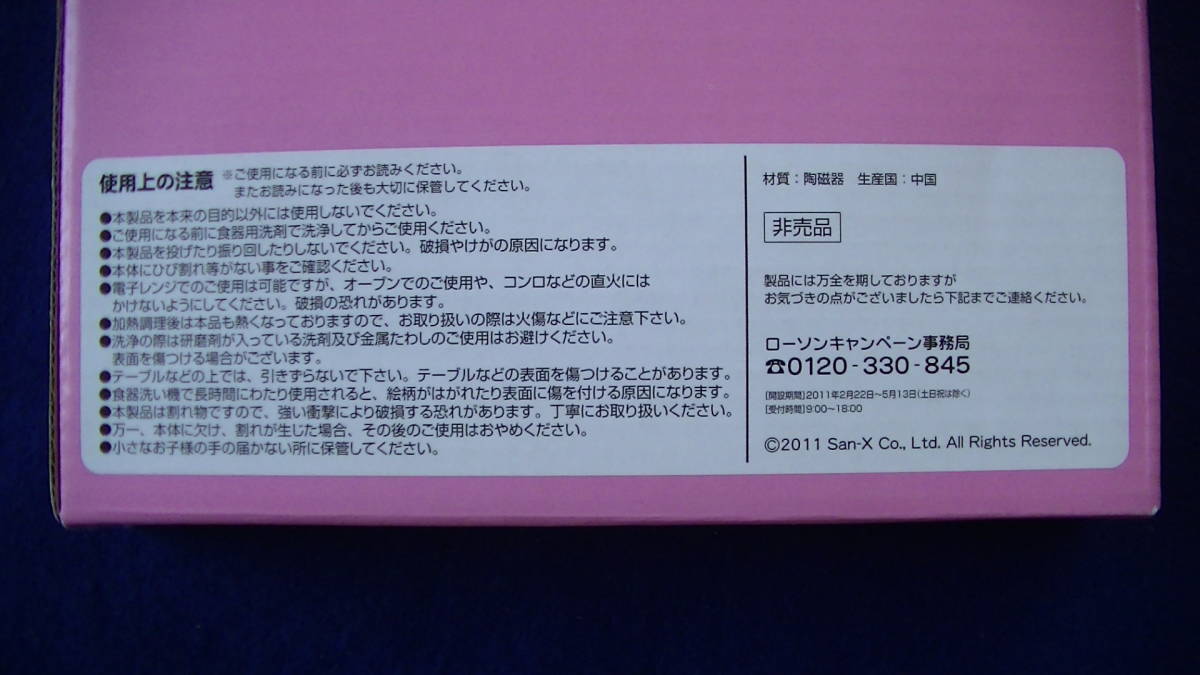 使用上の注意 ※ご使用になる前に必ずお読みください。
またお読みになった後も大切に保管してください。
●本製品を本来の目的以外には使用しないでください。
●ご使用になる前に食器用洗剤で洗浄してからご使用ください。
●本製品を投げたり振り回したりしないでください。破損やけがの原因になります。
●本体にひび割れ等がない事をご確認ください。
●電子レンジでのご使用は可能ですが、オーブンでのご使用や、コンロなどの直火には
かけないようにしてください。破損の恐れがあります。
●加熱調理後は本品も熱くなっておりますので、お取り扱いの際は火傷などにご注意下さい。
●洗浄の際は研磨剤が入っている洗剤及び金属たわしのご使用はお避けください。
表面を傷つける場合がございます。
●テーブルなどの上では、引きずらないで下さい。テーブルなどの表面を傷つけることがあります。
●食器洗い機で長時間にわたり使用されると、絵柄がはがれたり表面に傷を付ける原因になります。
●本製品は割れ物ですので、強い衝撃により破損する恐れがあります。丁寧にお取り扱いください。
●万一、本体に欠け、割れが生じた場合、その後のご使用はおやめください。
●小さなお子様の手の届かない所に保管してください。
材質：陶磁器 生産国：中国
非売品
製品には万全を期しておりますが
お気づきの点がございましたら下記までご連絡ください。
ローソンキャンペーン事務局
☎0120-330-845
[開設期間]2011年2月22日〜5月13日(土日祝は除く)
[受付時間]9:00〜18:00
©2011 San-X Co., Ltd. All Rights Reserved.